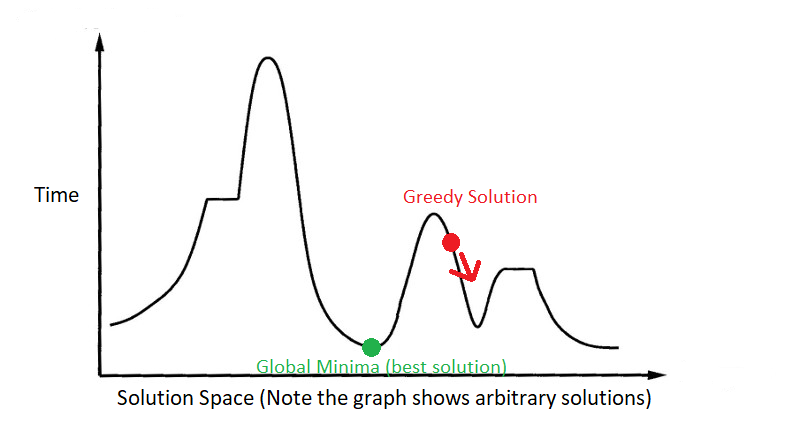 Time
Greedy Solution
Global Minima (best solution)
Solution Space (Note the graph shows arbitrary solutions)